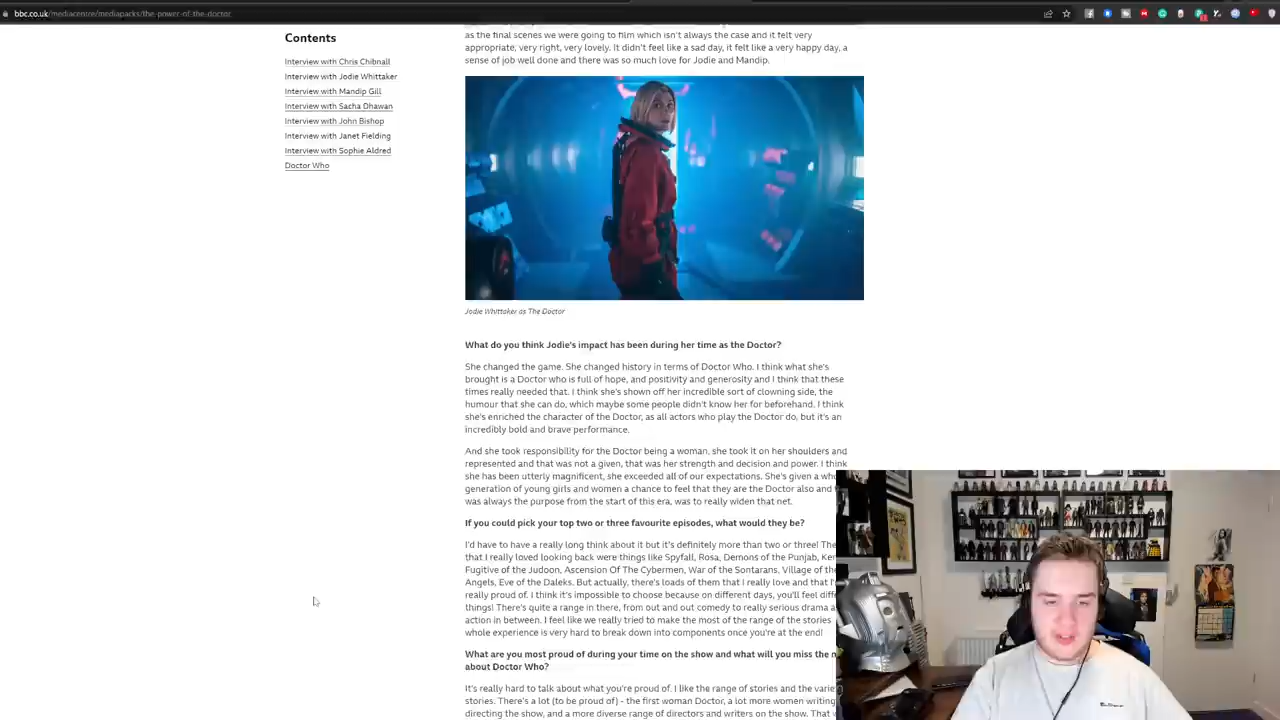 bbc.co.uk/mediacentre/mediapacks/the-power-of-the-doctor
Contents
Interview with Chris Chibnall
Interview with Jodie Whittaker
Interview with Mandip Gill
Interview with Sacha Dhawan
Interview with John Bishop
Interview with Janet Fielding
Interview with Sophie Aldred
Doctor Who
as the final scenes we were going to film which isn't always the case and it felt very
appropriate, very right, very lovely. It didn't feel like a sad day, it felt like a very happy day, a
sense of job well done and there was so much love for Jodie and Mandip.
Jodie Whittaker as The Doctor
What do you think Jodie's impact has been during her time as the Doctor?
She changed the game. She changed history in terms of Doctor Who. I think what she's
brought is a Doctor who is full of hope, and positivity and generosity and I think that these
times really needed that. I think she's shown off her incredible sort of clowning side, the
humour that she can do, which maybe some people didn't know her for beforehand. I think
she's enriched the character of the Doctor, as all actors who play the Doctor do, but it's an
incredibly bold and brave performance.
And she took responsibility for the Doctor being a woman, she took it on her shoulders and
represented and that was not a given, that was her strength and decision and power. I think
she has been utterly magnificent, she exceeded all of our expectations. She's given a
generation of young girls and women a chance to feel that they are the Doctor also and
was always the purpose from the start of this era, was to really widen that net.
If you could pick your top two or three favourite episodes, what would they be?
I'd have to have a really long think about it but it's definitely more than two or three!
that I really loved looking back were things like Spyfall, Rosa, Demons of the Punjab,
Fugitive of the Judoon, Ascension Of The Cybermen, War of the Sontarans, Village of the
Angels, Eve of the Daleks. But actually, there's loads of them that I really love and that
really proud of. I think it's impossible to choose because on different days, you'll feel
things! There's quite a range in there, from out and out comedy to really serious drama
action in between. I feel like we really tried to make the most of the range of the stories
whole experience is very hard to break down into components once you're at the end!
What are you most proud of during your time on the show and what will you miss the
about Doctor Who?
It's really hard to talk about what you're proud of. I like the range of stories and the
stories. There's a lot (to be proud of) - the first woman Doctor, a lot more women writing
directing the show, and a more diverse range of directors and writers on the show. That